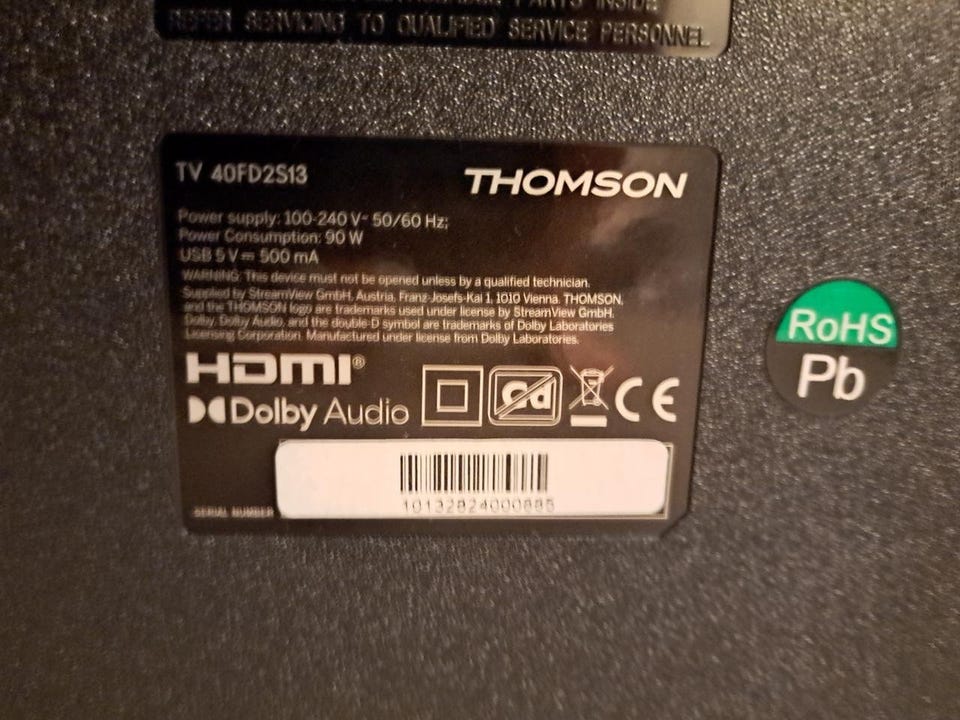 PARTS INSIDE
REFER SERVICING TO QUALIFIED SERVICE PERSONNEL
TV 40FD2S13
THOMSON
Power supply: 100-240 V~ 50/60 Hz;
Power Consumption: 90 W
USB 5 V⎓ 500 mA
WARNING: This device must not be opened unless by a qualified technician.
Supplied by StreamView GmbH, Austria, Franz-Josefs-Kai 1, 1010 Vienna. THOMSON,
and the THOMSON logo are trademarks used under license by StreamView GmbH.
Dolby, Dolby Audio, and the double-D symbol are trademarks of Dolby Laboratories
Licensing Corporation. Manufactured under license from Dolby Laboratories.
HDMI®
Dolby Audio
Cd
CE
10132824000885
SERIAL NUMBER
RoHS
Pb